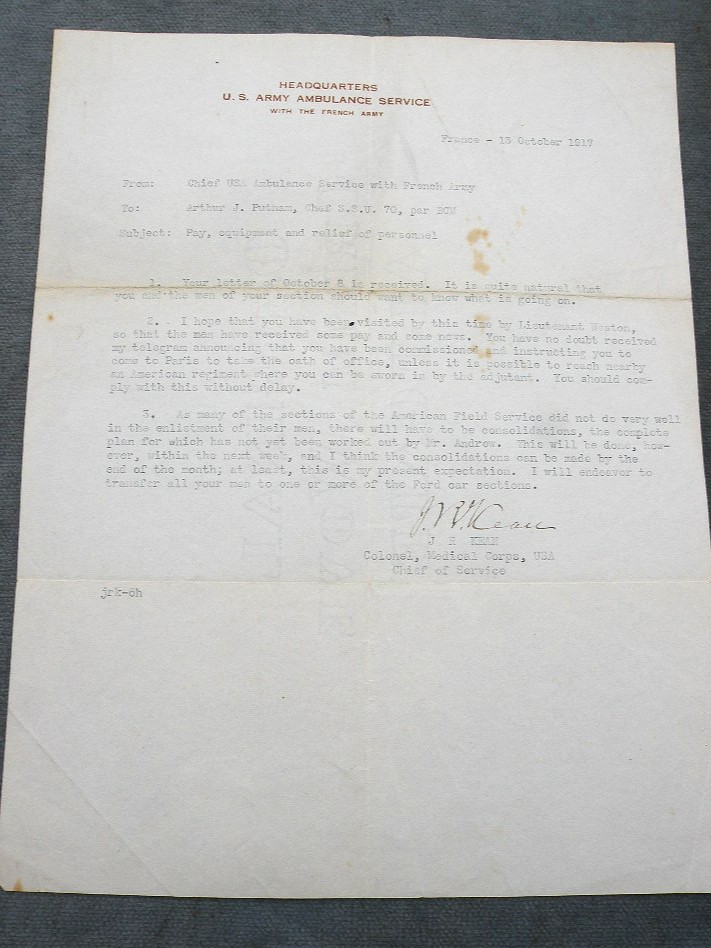 HEADQUARTERS
U. S. ARMY AMBULANCE SERVICE
WITH THE FRENCH ARMY
France - 13 October 1917
From: Chief USA Ambulance Service with French Army
To: Arthur J. Putnam, Chef S.S.U. 70, par BCM
Subject: Pay, equipment and relief of personnel
1. Your letter of October 8 is received. It is quite natural that
you and the men of your section should want to know what is going on.
2. I hope that you have been visited by this time by Lieutenant Weston,
so that the men have received some pay and some news. You have no doubt received
my telegram announcing that you have been commissioned and instructing you to
come to Paris to take the oath of office, unless it is possible to reach nearby
an American regiment where you can be sworn in by the adjutant. You should com-
ply with this without delay.
3. As many of the sections of the American Field Service did not do very well
in the enlistment of their men, there will have to be consolidations, the complete
plan for which has not yet been worked out by Mr. Andrew. This will be done, how-
ever, within the next week, and I think the consolidations can be made by the
end of the month; at least, this is my present expectation. I will endeavor to
transfer all your men to one or more of the Ford car sections.
J. R. Kean
J R KEAN
Colonel, Medical Corps, USA
Chief of Service
jrk-oh